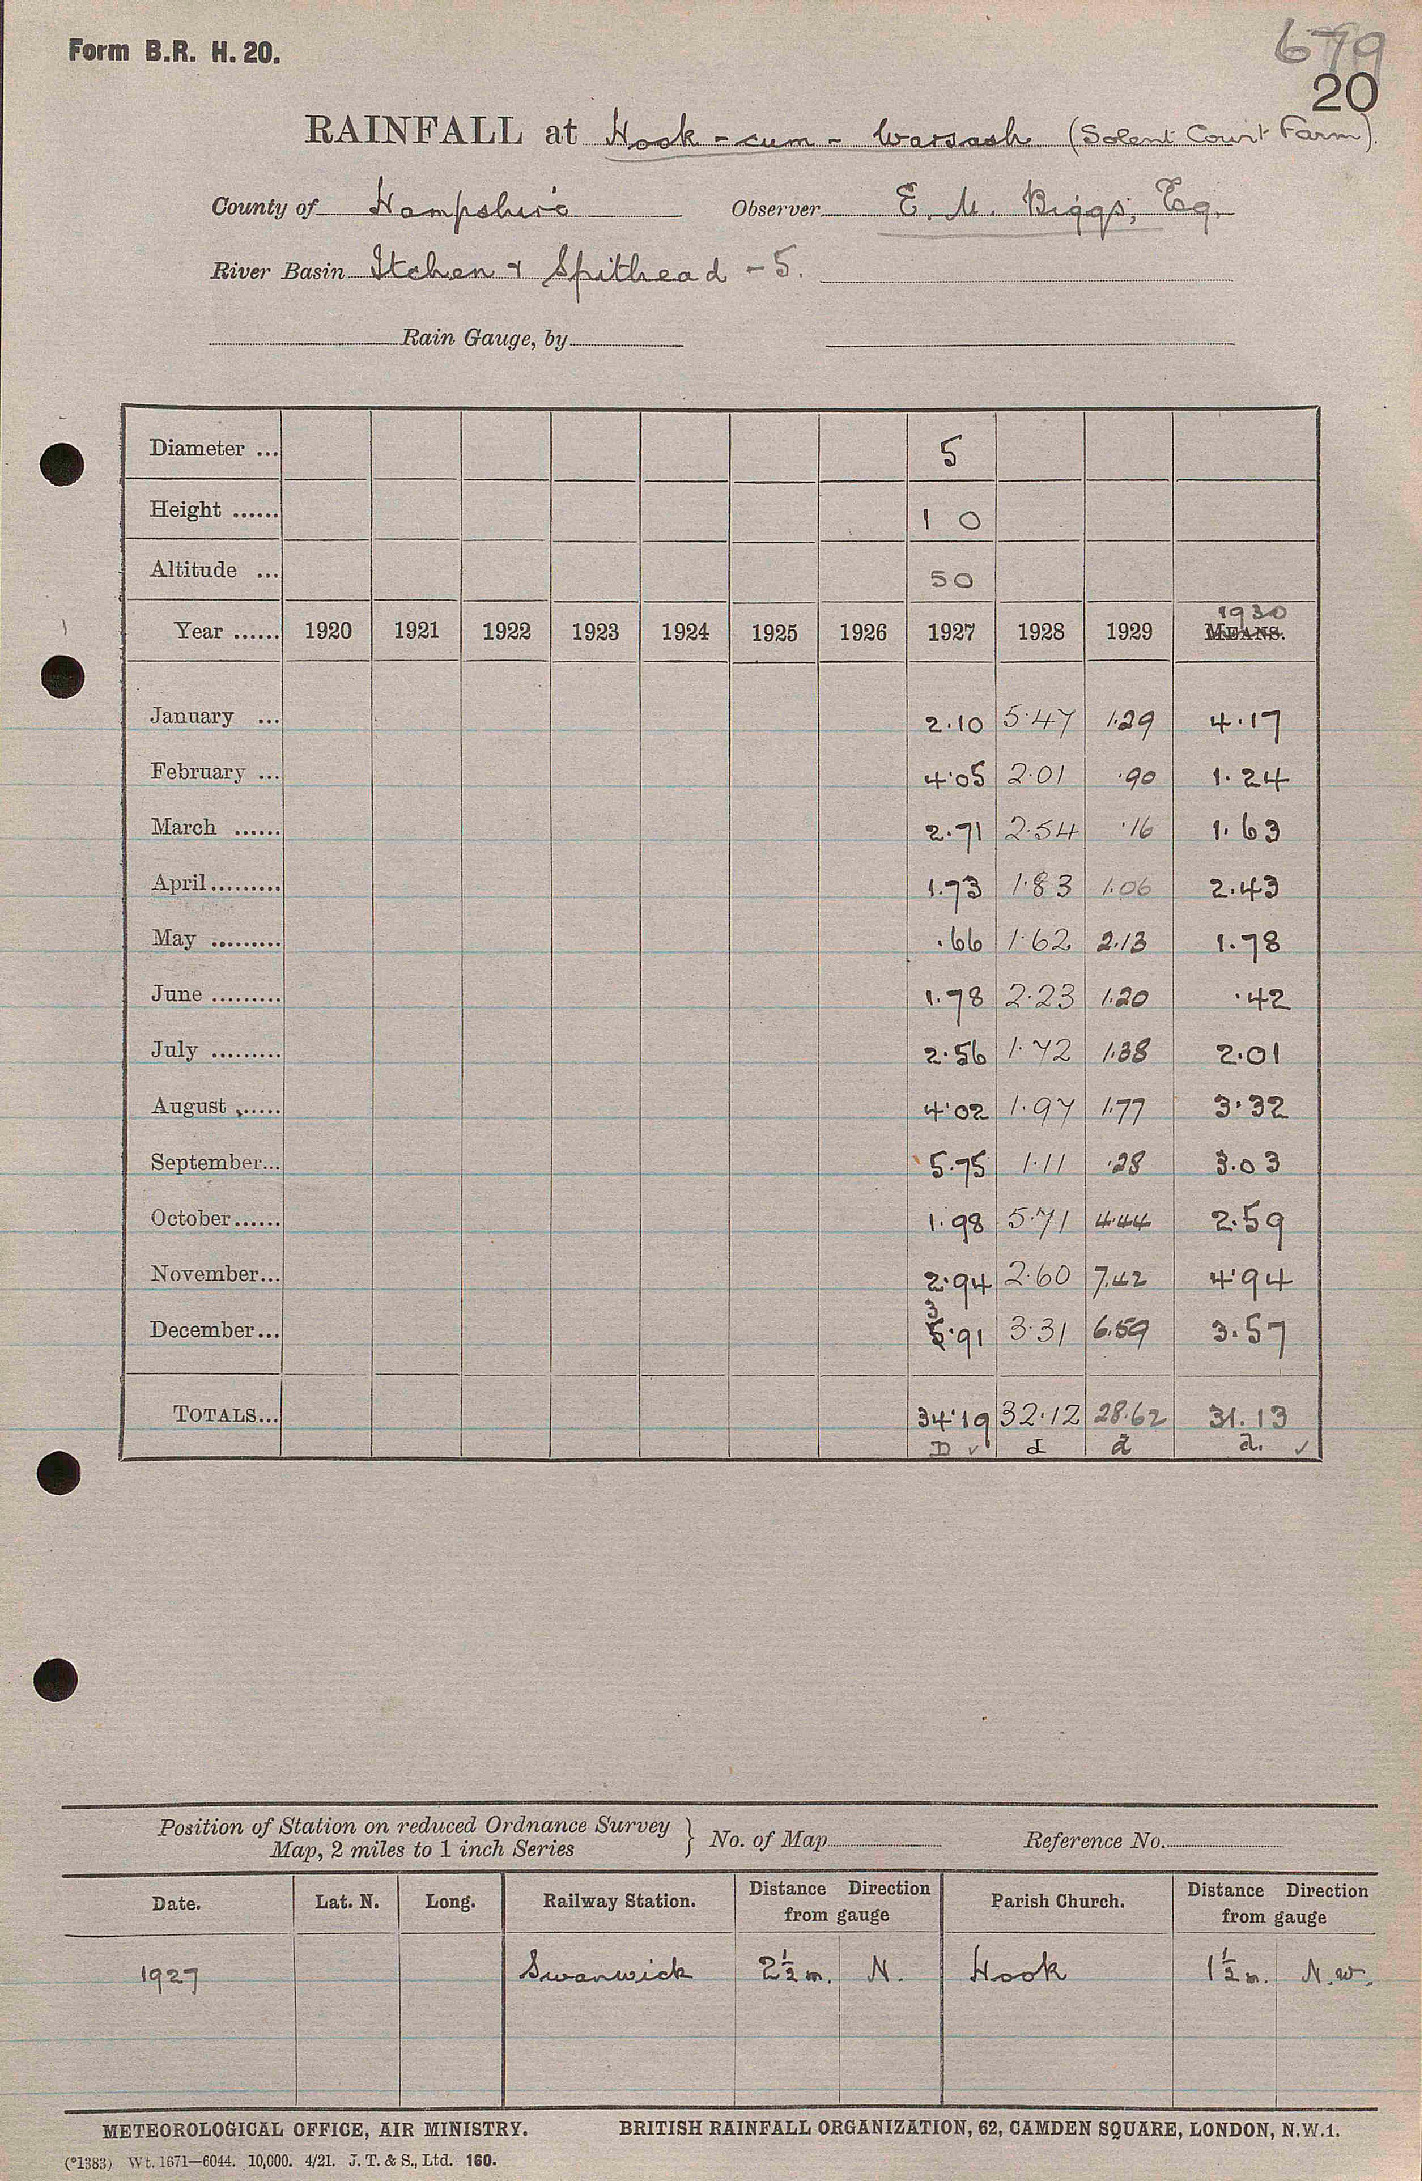 Form B.R. H. 20.
679
20
RAINFALL at Hook-cum-Warsash (Solent Court Farm).
County of Hampshire Observer E. M. Biggs, Esq.
River Basin Itchen & Spithead - 5.
Rain Gauge, by
Diameter ... 5
Height ...... 1 0
Altitude ... 50
1930
Year ...... 1920 1921 1922 1923 1924 1925 1926 1927 1928 1929 MEANS.
January ... 2.10 5.47 1.29 4.17
February ... 4.05 2.01 .90 1.24
March ...... 2.71 2.54 .16 1.63
April......... 1.73 1.83 1.06 2.43
May ......... .66 1.62 2.13 1.78
June ......... 1.78 2.23 1.20 .42
July ......... 2.56 1.72 1.38 2.01
August ...... 4.02 1.97 1.77 3.32
September... 5.75 1.11 .28 3.03
October...... 1.98 5.71 4.44 2.59
November... 2.94 2.60 7.42 4.94
3
December... 5.91 3.31 6.59 3.57
TOTALS... 34.19 32.12 28.62 31.13
D ✓ d d d. ✓
Position of Station on reduced Ordnance Survey
Map, 2 miles to 1 inch Series } No. of Map Reference No.
Date. Lat. N. Long. Railway Station. Distance Direction from gauge Parish Church. Distance Direction from gauge
1927 Swanwick 2½ m. N. Hook 1½ m. N.W.
METEOROLOGICAL OFFICE, AIR MINISTRY. BRITISH RAINFALL ORGANIZATION, 62, CAMDEN SQUARE, LONDON, N.W.1.
(*1383) Wt. 1671—6044. 10,000. 4/21. J. T. & S., Ltd. 160.